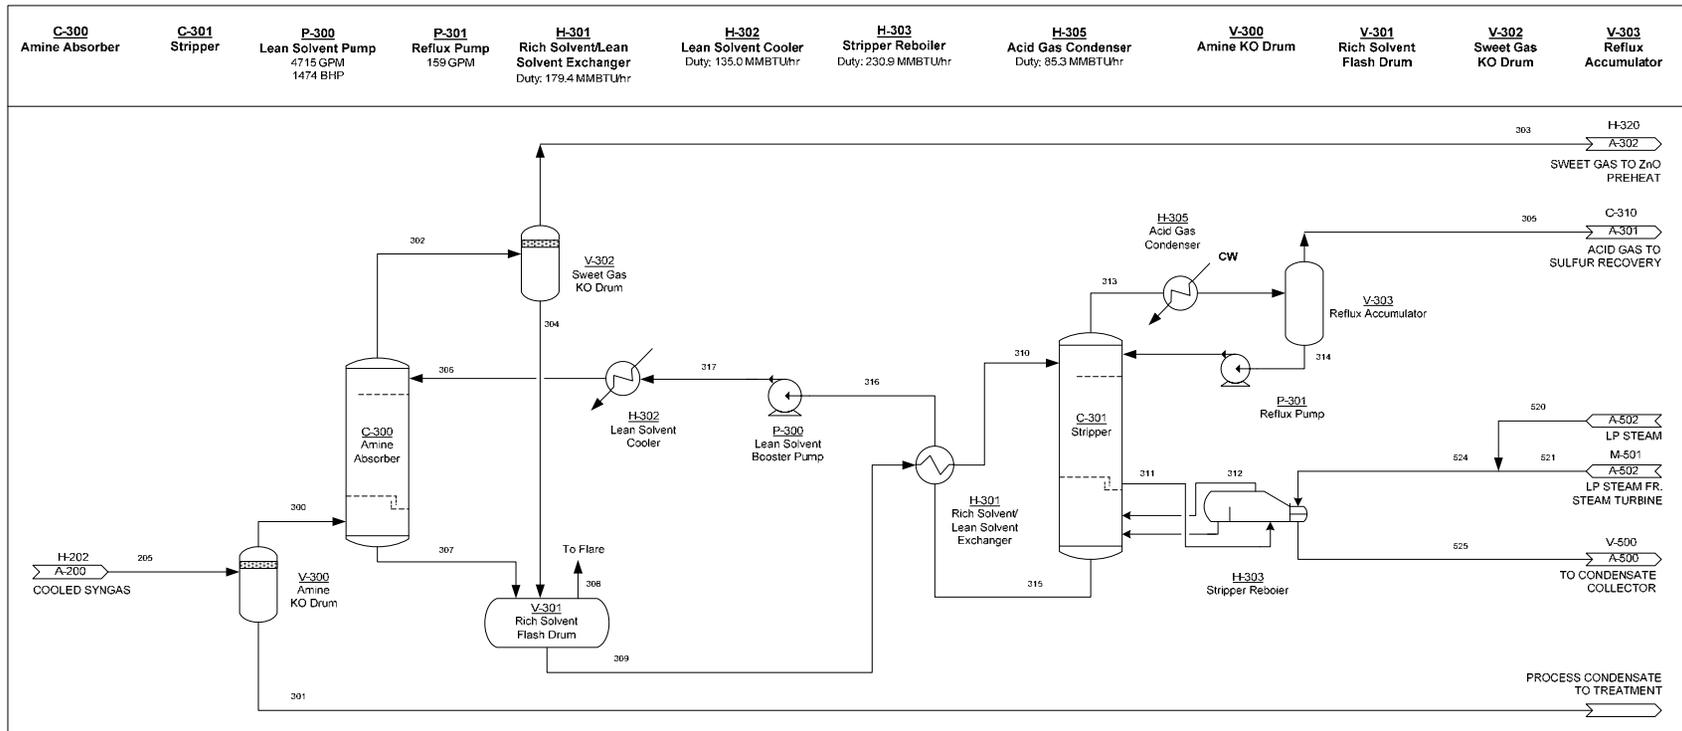 C-300
Amine Absorber
C-301
Stripper
P-300
Lean Solvent Pump
4715 GPM
1474 BHP
P-301
Reflux Pump
159 GPM
H-301
Rich Solvent/Lean
Solvent Exchanger
Duty: 179.4 MMBTU/hr
H-302
Lean Solvent Cooler
Duty: 135.0 MMBTU/hr
H-303
Stripper Reboiler
Duty: 230.9 MMBTU/hr
H-305
Acid Gas Condenser
Duty: 85.3 MMBTU/hr
V-300
Amine KO Drum
V-301
Rich Solvent
Flash Drum
V-302
Sweet Gas
KO Drum
V-303
Reflux
Accumulator
303
H-320
A-302
SWEET GAS TO ZnO
PREHEAT
302
V-302
Sweet Gas
KO Drum
304
H-305
Acid Gas
Condenser
CW
313
305
C-310
A-301
ACID GAS TO
SULFUR RECOVERY
V-303
Reflux Accumulator
314
P-301
Reflux Pump
310
C-301
Stripper
306
H-302
Lean Solvent
Cooler
317
P-300
Lean Solvent
Booster Pump
316
C-300
Amine
Absorber
520
A-502
LP STEAM
M-501
524
521
A-502
LP STEAM FR.
STEAM TURBINE
311
312
H-301
Rich Solvent/
Lean Solvent
Exchanger
300
H-202
205
A-200
COOLED SYNGAS
V-300
Amine
KO Drum
307
To Flare
308
V-301
Rich Solvent
Flash Drum
309
315
H-303
Stripper Reboier
525
V-500
A-500
TO CONDENSATE
COLLECTOR
301
PROCESS CONDENSATE
TO TREATMENT